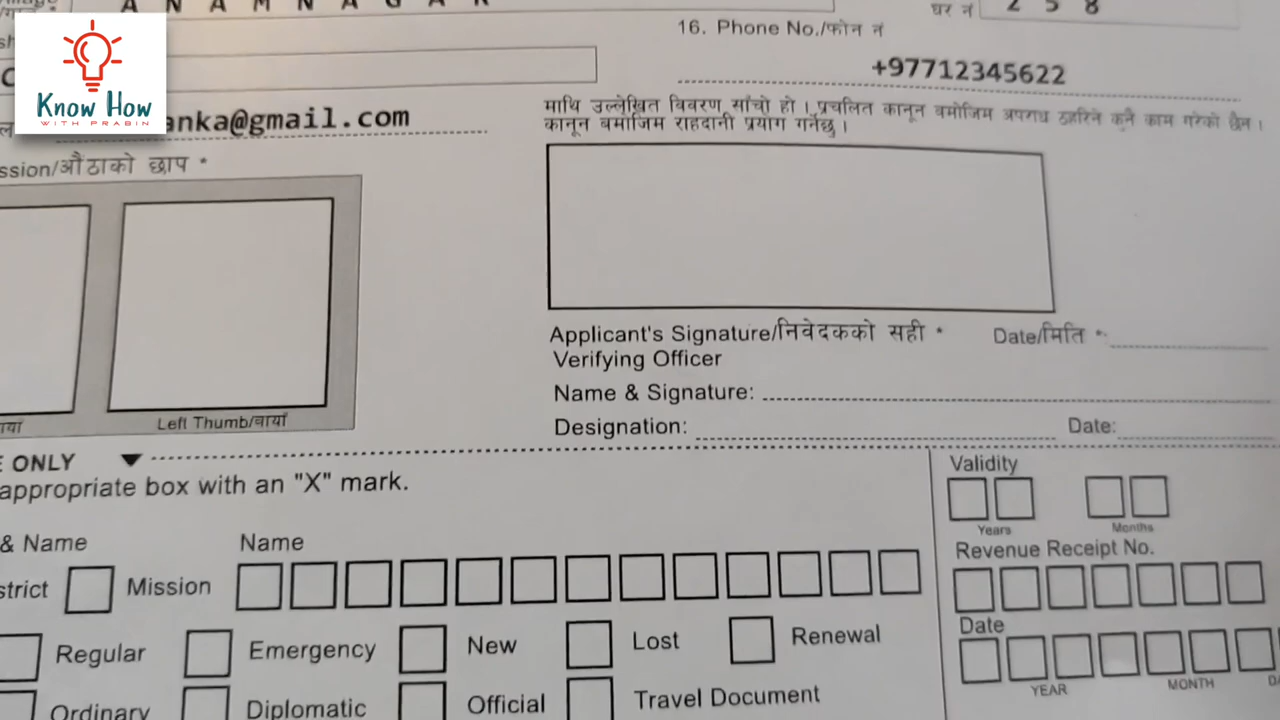 A N A M N A G A R
घर नं 2 5 8
16. Phone No./फोन नं
+97712345622
Know How
WITH PRABIN
anka@gmail.com
माथि उल्लेखित विवरण साँचो हो । प्रचलित कानून बमोजिम अपराध ठहरिने कुनै काम गरेको छैन ।
कानून बमोजिम राहदानी प्रयोग गर्नेछु ।
ssion/औंठाको छाप *
Left Thumb/बायाँ
Applicant's Signature/निवेदकको सही *
Date/मिति *
Verifying Officer
Name & Signature:
Designation:
Date:
E ONLY
appropriate box with an "X" mark.
Validity
Years
Months
& Name
Name
Revenue Receipt No.
strict
Mission
Date
Regular
Emergency
New
Lost
Renewal
YEAR
MONTH
Ordinary
Diplomatic
Official
Travel Document